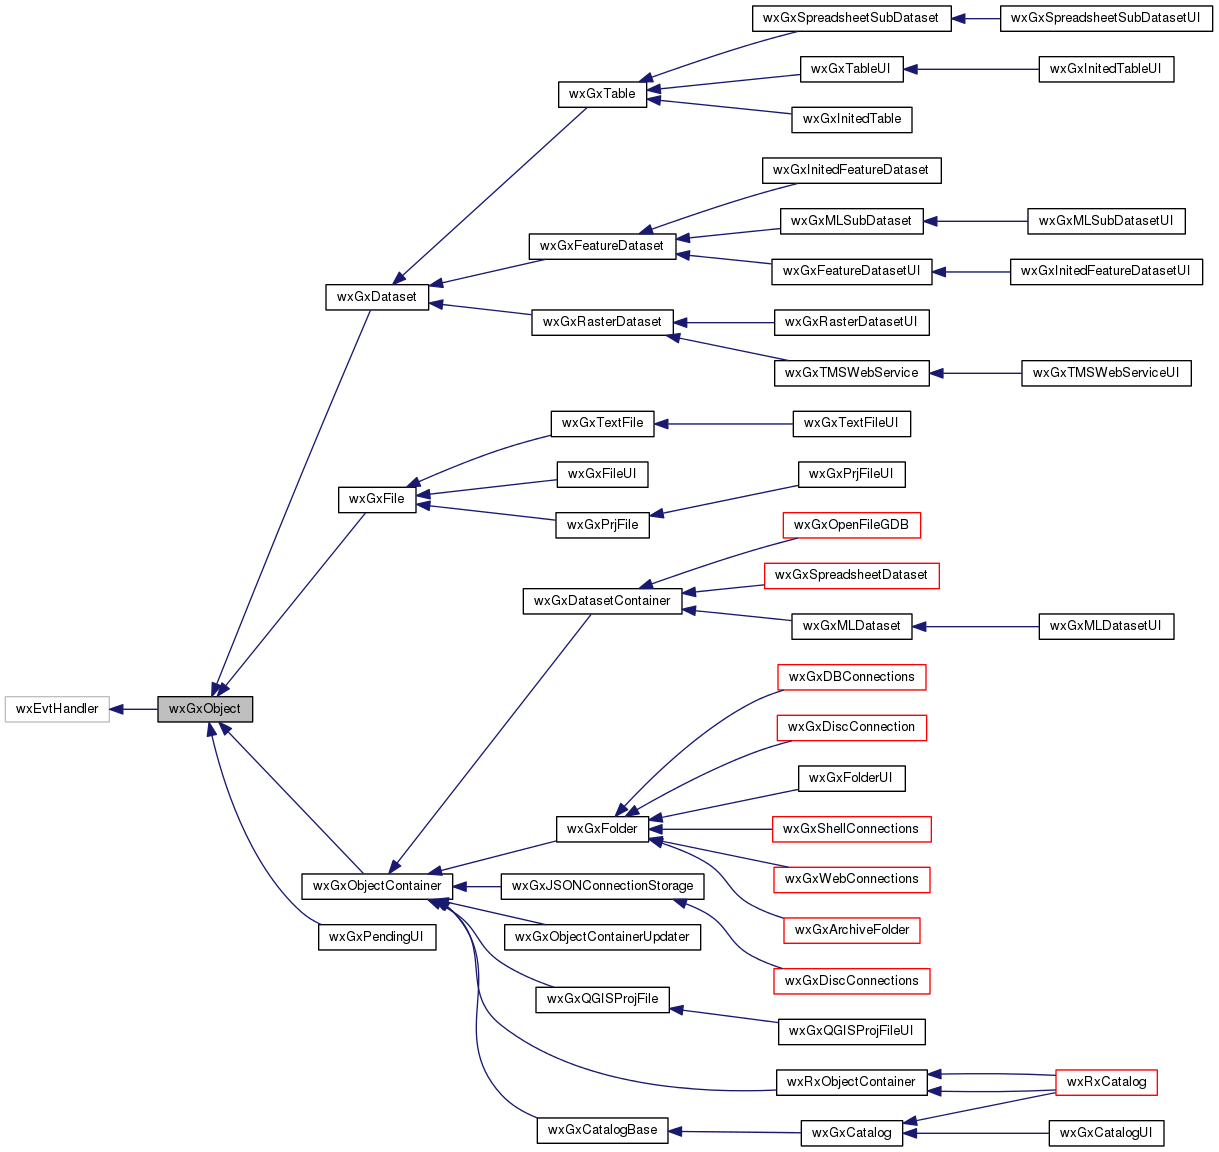 wxGxSpreadsheetSubDataset
wxGxSpreadsheetSubDatasetUI
wxGxTableUI
wxGxInitedTableUI
wxGxTable
wxGxInitedTable
wxGxInitedFeatureDataset
wxGxMLSubDataset
wxGxMLSubDatasetUI
wxGxFeatureDataset
wxGxFeatureDatasetUI
wxGxInitedFeatureDatasetUI
wxGxDataset
wxGxRasterDataset
wxGxRasterDatasetUI
wxGxTMSWebService
wxGxTMSWebServiceUI
wxGxTextFile
wxGxTextFileUI
wxGxFileUI
wxGxPrjFileUI
wxGxFile
wxGxPrjFile
wxGxOpenFileGDB
wxGxSpreadsheetDataset
wxGxDatasetContainer
wxGxMLDataset
wxGxMLDatasetUI
wxGxDBConnections
wxEvtHandler
wxGxObject
wxGxDiscConnection
wxGxFolderUI
wxGxFolder
wxGxShellConnections
wxGxWebConnections
wxGxObjectContainer
wxGxJSONConnectionStorage
wxGxArchiveFolder
wxGxPendingUI
wxGxObjectContainerUpdater
wxGxDiscConnections
wxGxQGISProjFile
wxGxQGISProjFileUI
wxRxObjectContainer
wxRxCatalog
wxGxCatalogBase
wxGxCatalog
wxGxCatalogUI